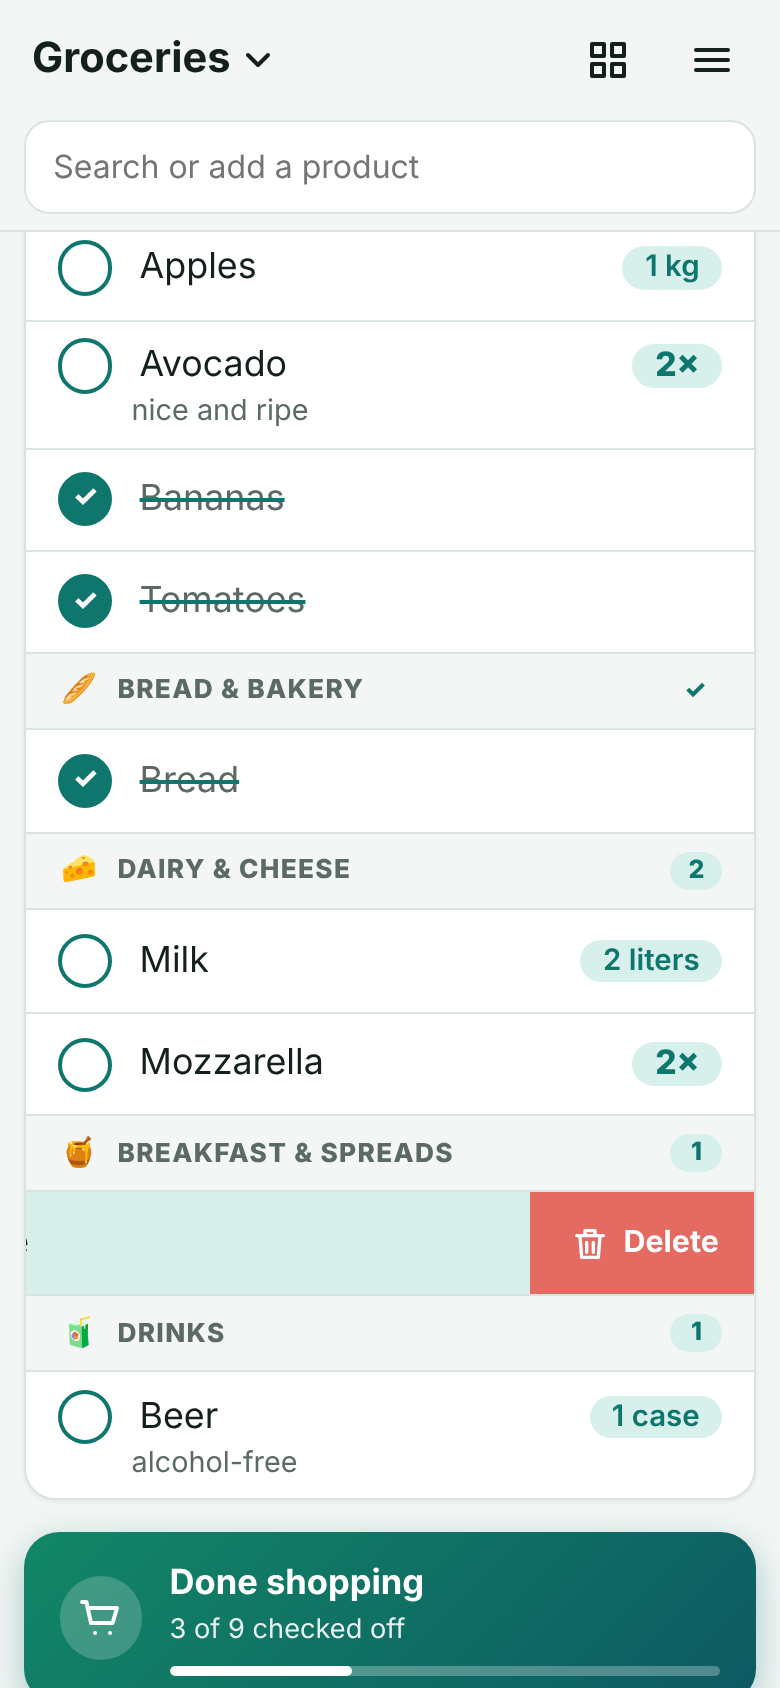 Groceries
Search or add a product
Apples 1 kg
Avocado 2×
nice and ripe
Bananas
Tomatoes
BREAD & BAKERY
Bread
DAIRY & CHEESE 2
Milk 2 liters
Mozzarella 2×
BREAKFAST & SPREADS 1
Delete
DRINKS 1
Beer 1 case
alcohol-free
Done shopping
3 of 9 checked off